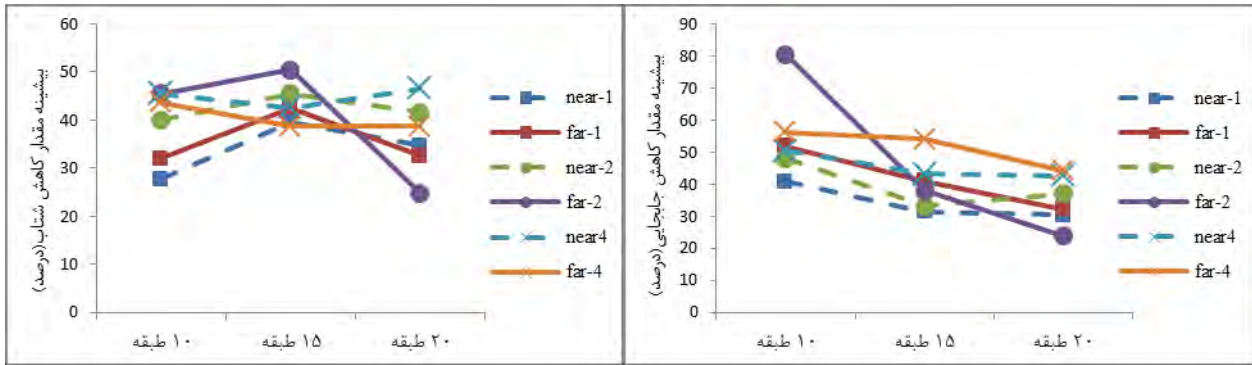 بیشینه مقدار کاهش شتاب(درصد)
60
50
40
30
20
10
0
۱۰ طبقه
۱۵ طبقه
۲۰ طبقه
near-1
far-1
near-2
far-2
near4
far-4
بیشینه مقدار کاهش جابجایی(درصد)
90
80
70
60
50
40
30
20
10
0
۱۰ طبقه
۱۵ طبقه
۲۰ طبقه
near-1
far-1
near-2
far-2
near4
far-4